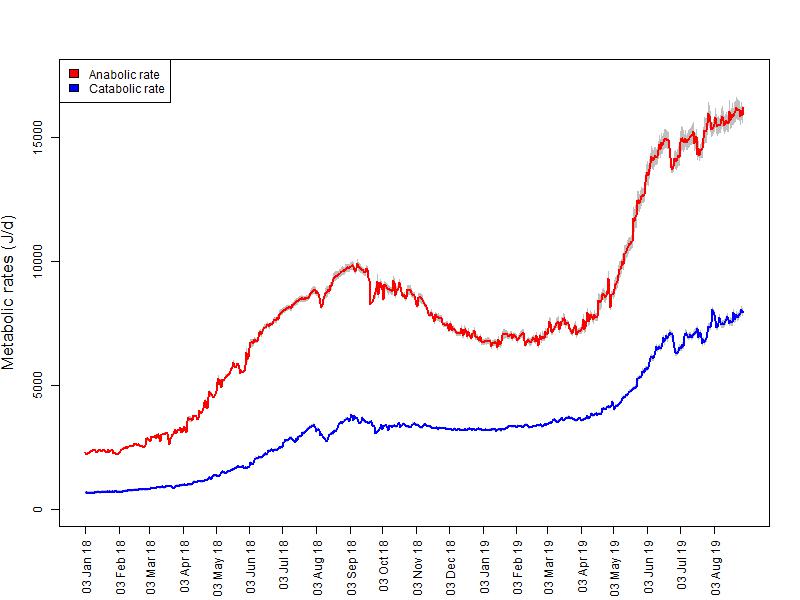 Anabolic rate
Catabolic rate
Metabolic rates (J/d)
15000
10000
5000
0
03 Jan 18
03 Feb 18
03 Mar 18
03 Apr 18
03 May 18
03 Jun 18
03 Jul 18
03 Aug 18
03 Sep 18
03 Oct 18
03 Nov 18
03 Dec 18
03 Jan 19
03 Feb 19
03 Mar 19
03 Apr 19
03 May 19
03 Jun 19
03 Jul 19
03 Aug 19